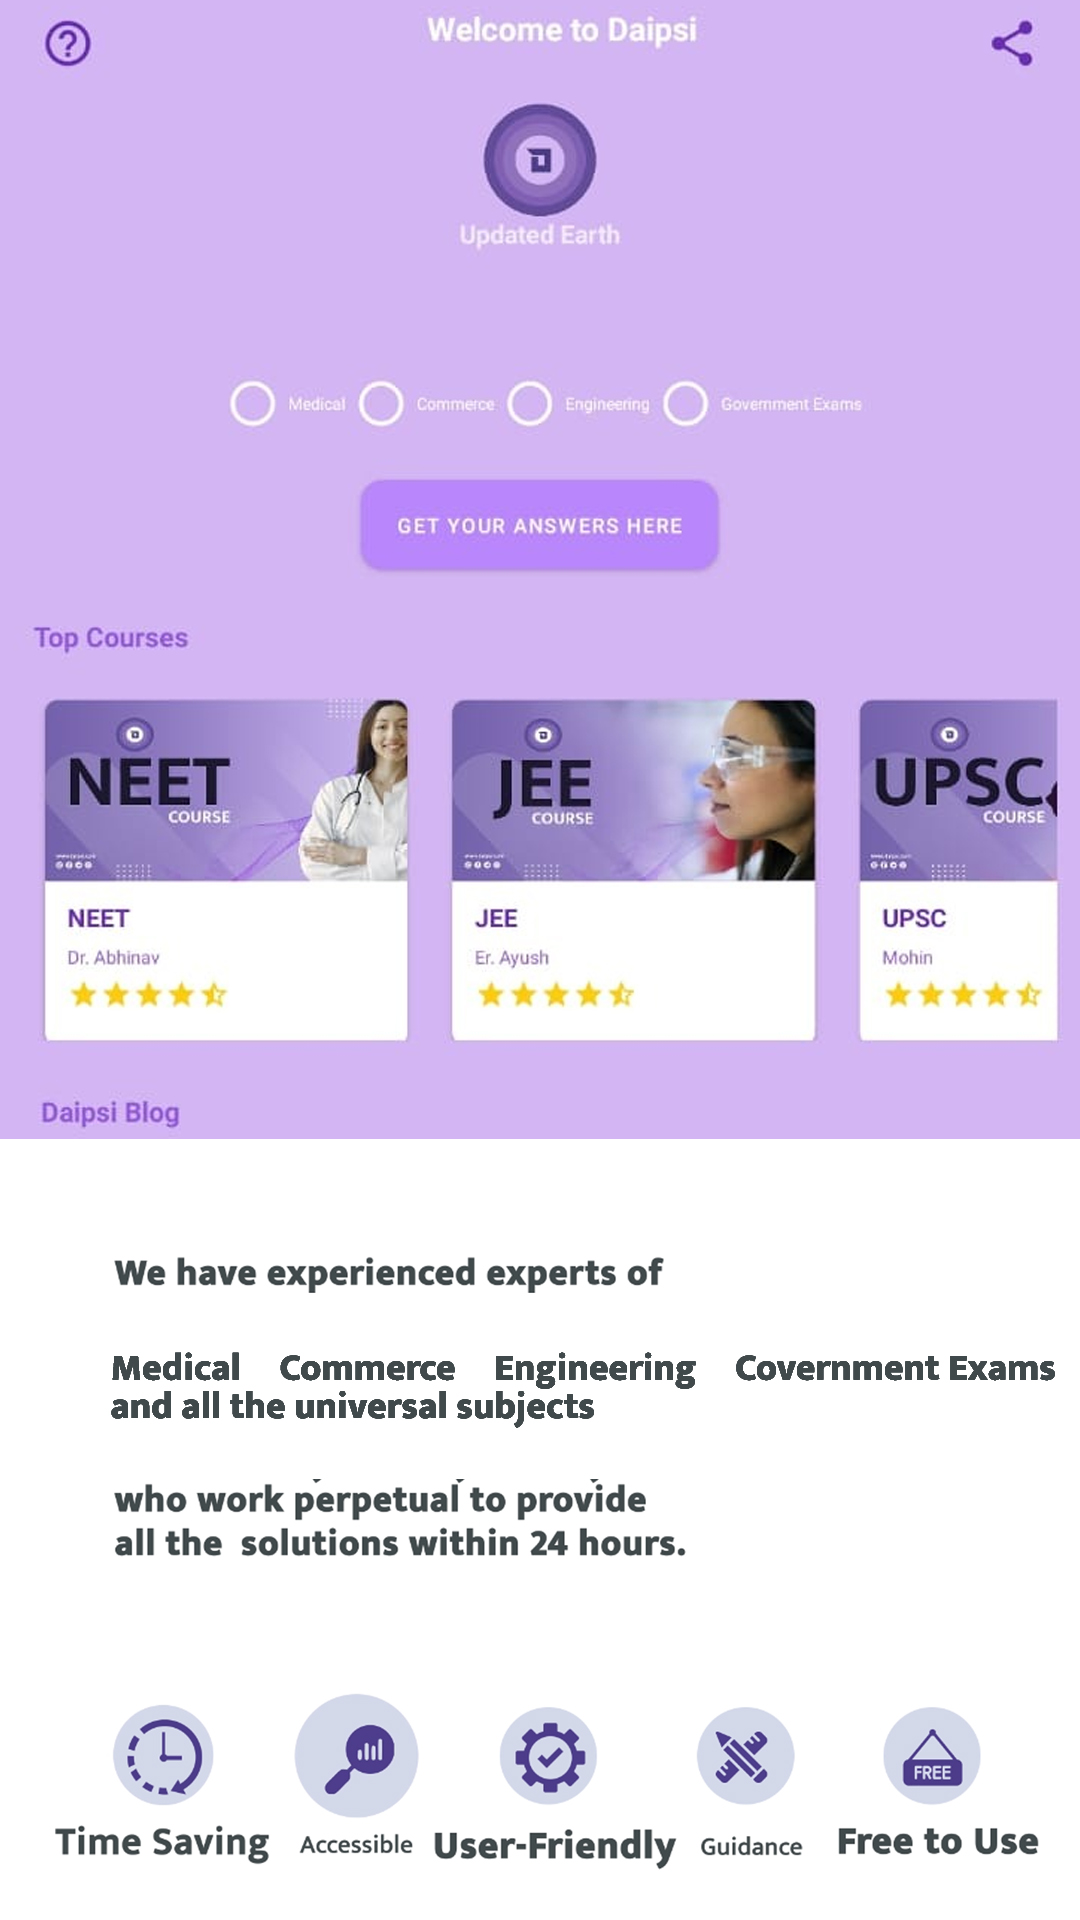 Welcome to Daipsi
Updated Earth
Medical Commerce Engineering Government Exams
GET YOUR ANSWERS HERE
Top Courses
NEET
COURSE
JEE
COURSE
UPSC
COURSE
NEET
Dr. Abhinav
JEE
Er. Ayush
UPSC
Mohin
Daipsi Blog
We have experienced experts of
Medical Commerce Engineering Covernment Exams
and all the universal subjects
who work perpetual to provide
all the solutions within 24 hours.
FREE
Time Saving Accessible User-Friendly Guidance Free to Use